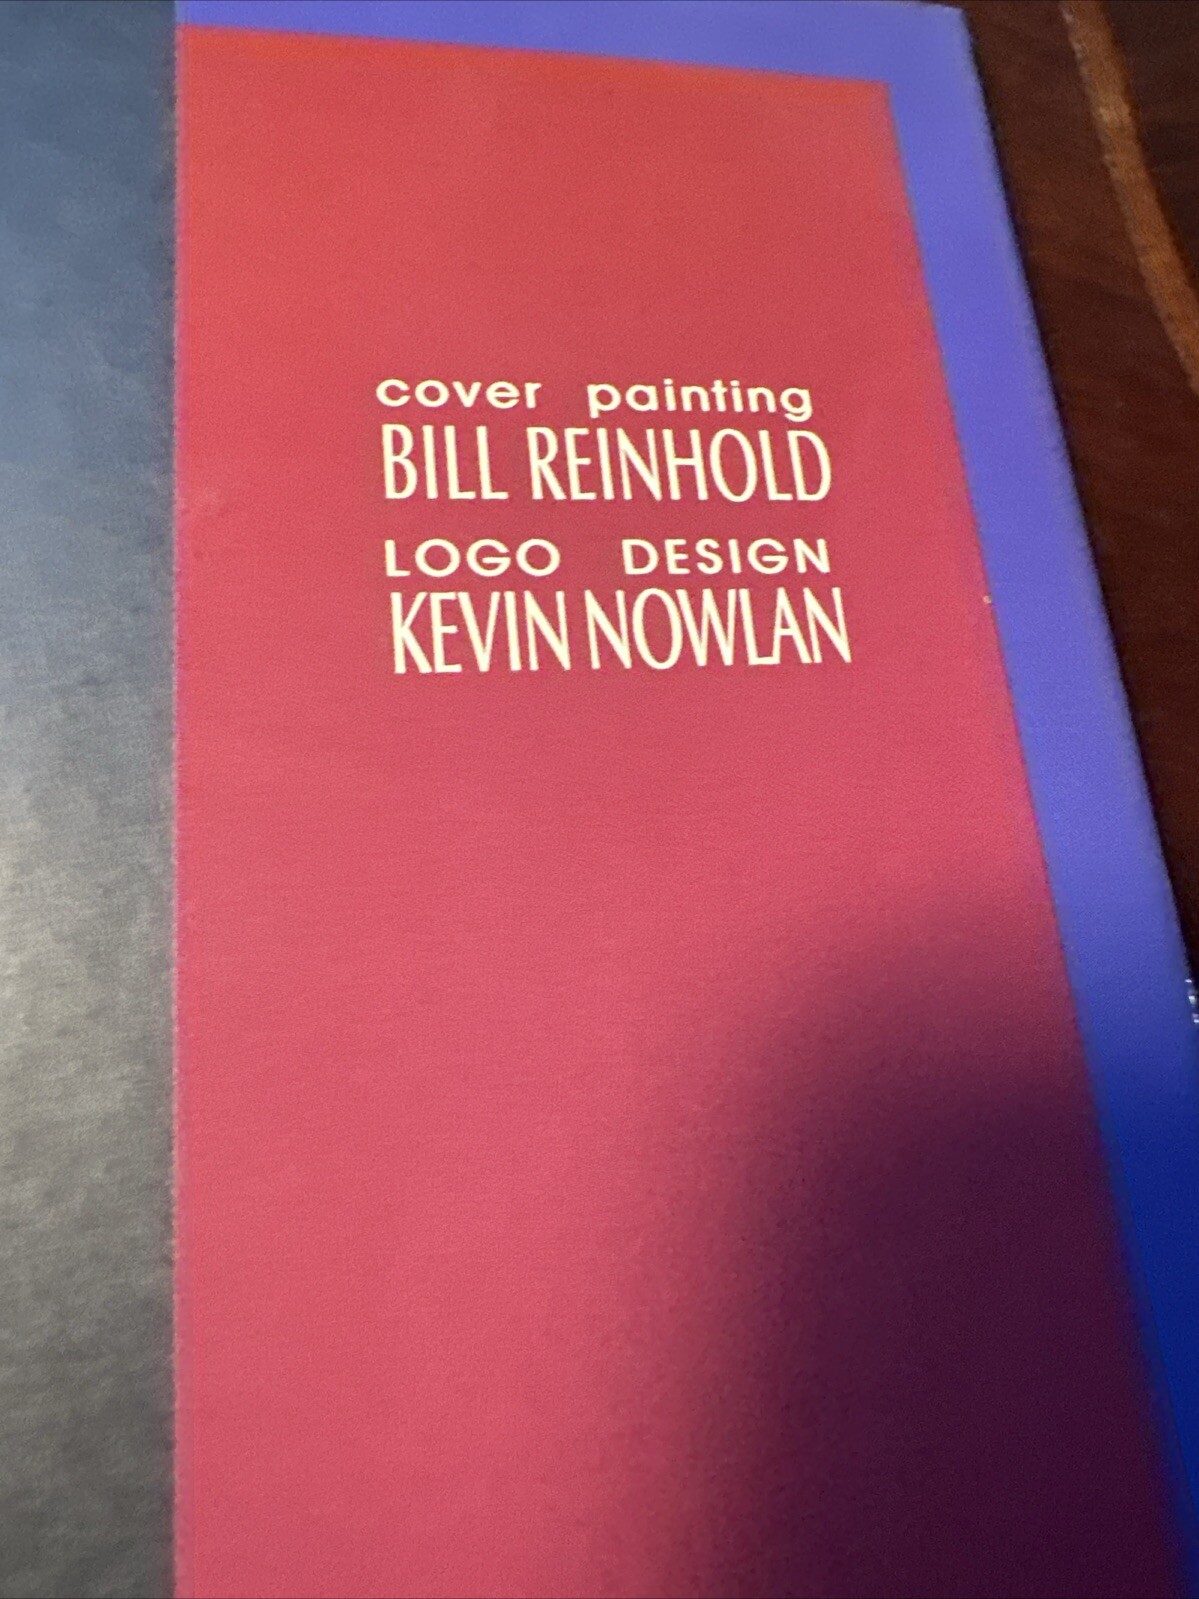 cover painting
BILL REINHOLD
LOGO DESIGN
KEVIN NOWLAN